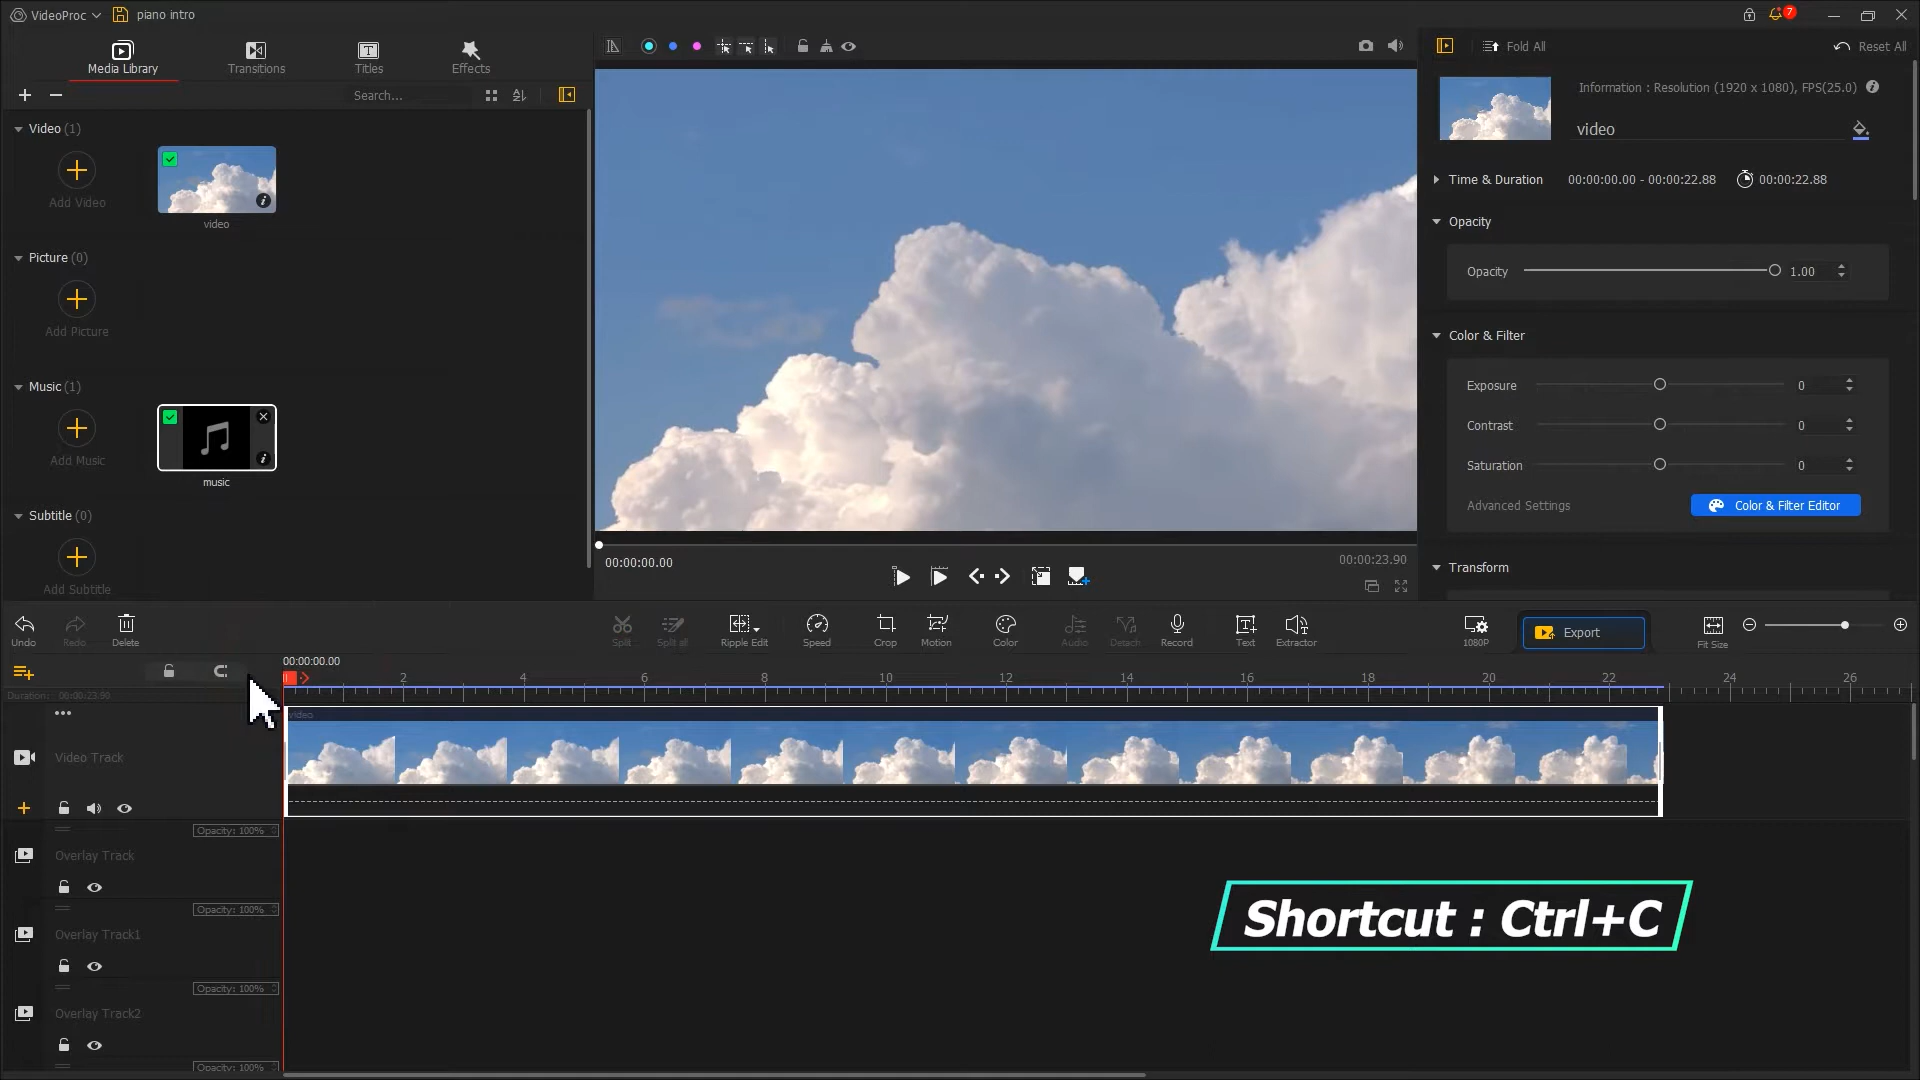 VideoProc piano intro
7
Media Library Transitions Titles Effects
Search...
Fold All Reset All
Information : Resolution (1920 x 1080), FPS(25.0)
video
Video (1)
Add Video
video
Time & Duration 00:00:00.00 - 00:00:22.88 00:00:22.88
Opacity
Opacity 1.00
Picture (0)
Add Picture
Color & Filter
Exposure 0
Contrast 0
Saturation 0
Advanced Settings Color & Filter Editor
Music (1)
Add Music
music
Subtitle (0)
Add Subtitle
00:00:00.00
00:00:23.90
Transform
Undo Redo Delete
Split Split all Ripple Edit Speed Crop Motion Color Audio Detach Record Text Extractor
1080P Export Fit Size
00:00:00.00
2 4 6 8 10 12 14 16 18 20 22 24 26
Duration: 00:00:23.90
video
Video Track
Opacity: 100%
Overlay Track
Opacity: 100%
Overlay Track1
Opacity: 100%
Overlay Track2
Opacity: 100%
Shortcut : Ctrl+C